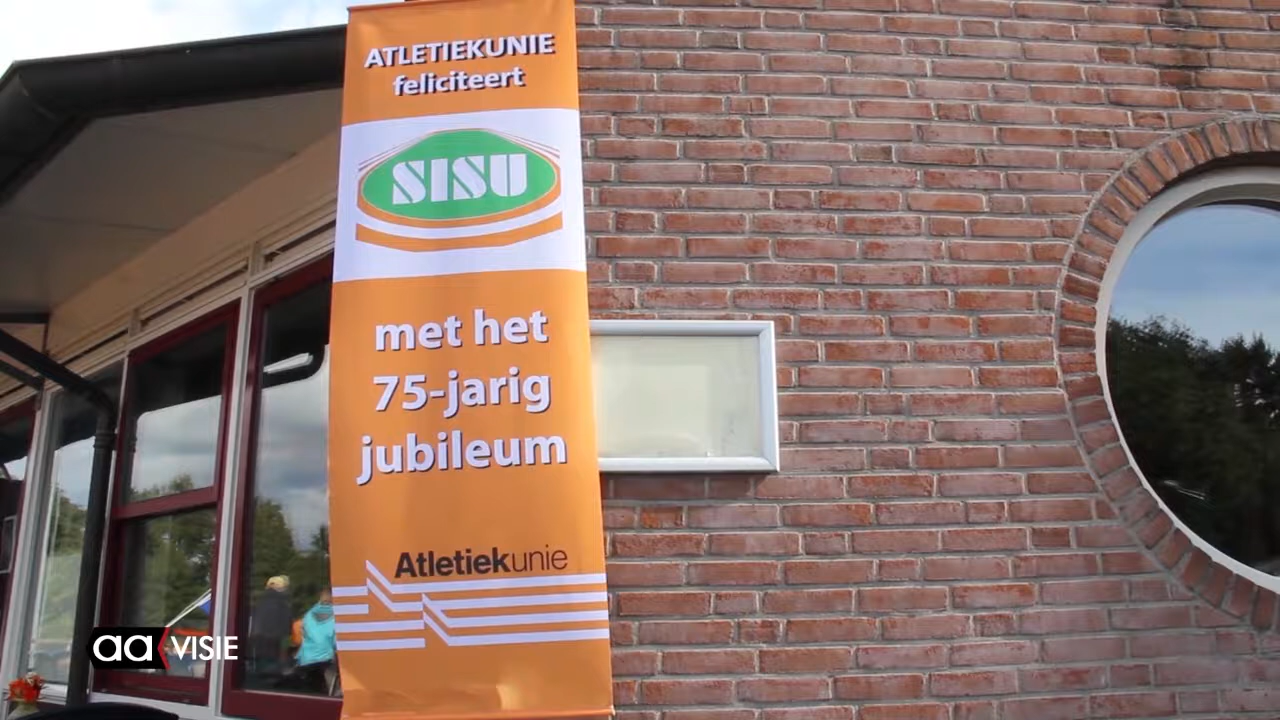 ATLETIEKUNIE
feliciteert
SISU
met het
75-jarig
jubileum
Atletiekunie
aa VISIE